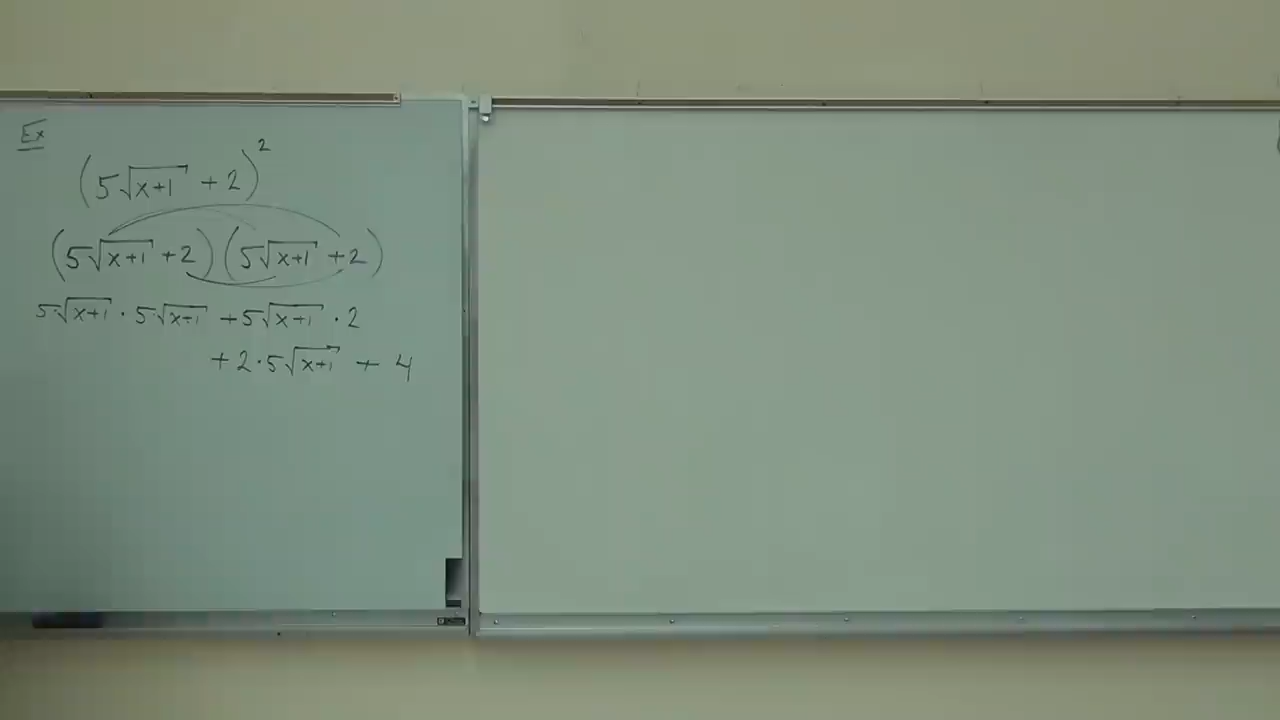 Ex
(5√(x+1) + 2)²
(5√(x+1) + 2)(5√(x+1) + 2)
5√(x+1) · 5√(x+1) + 5√(x+1) · 2
+ 2 · 5√(x+1) + 4